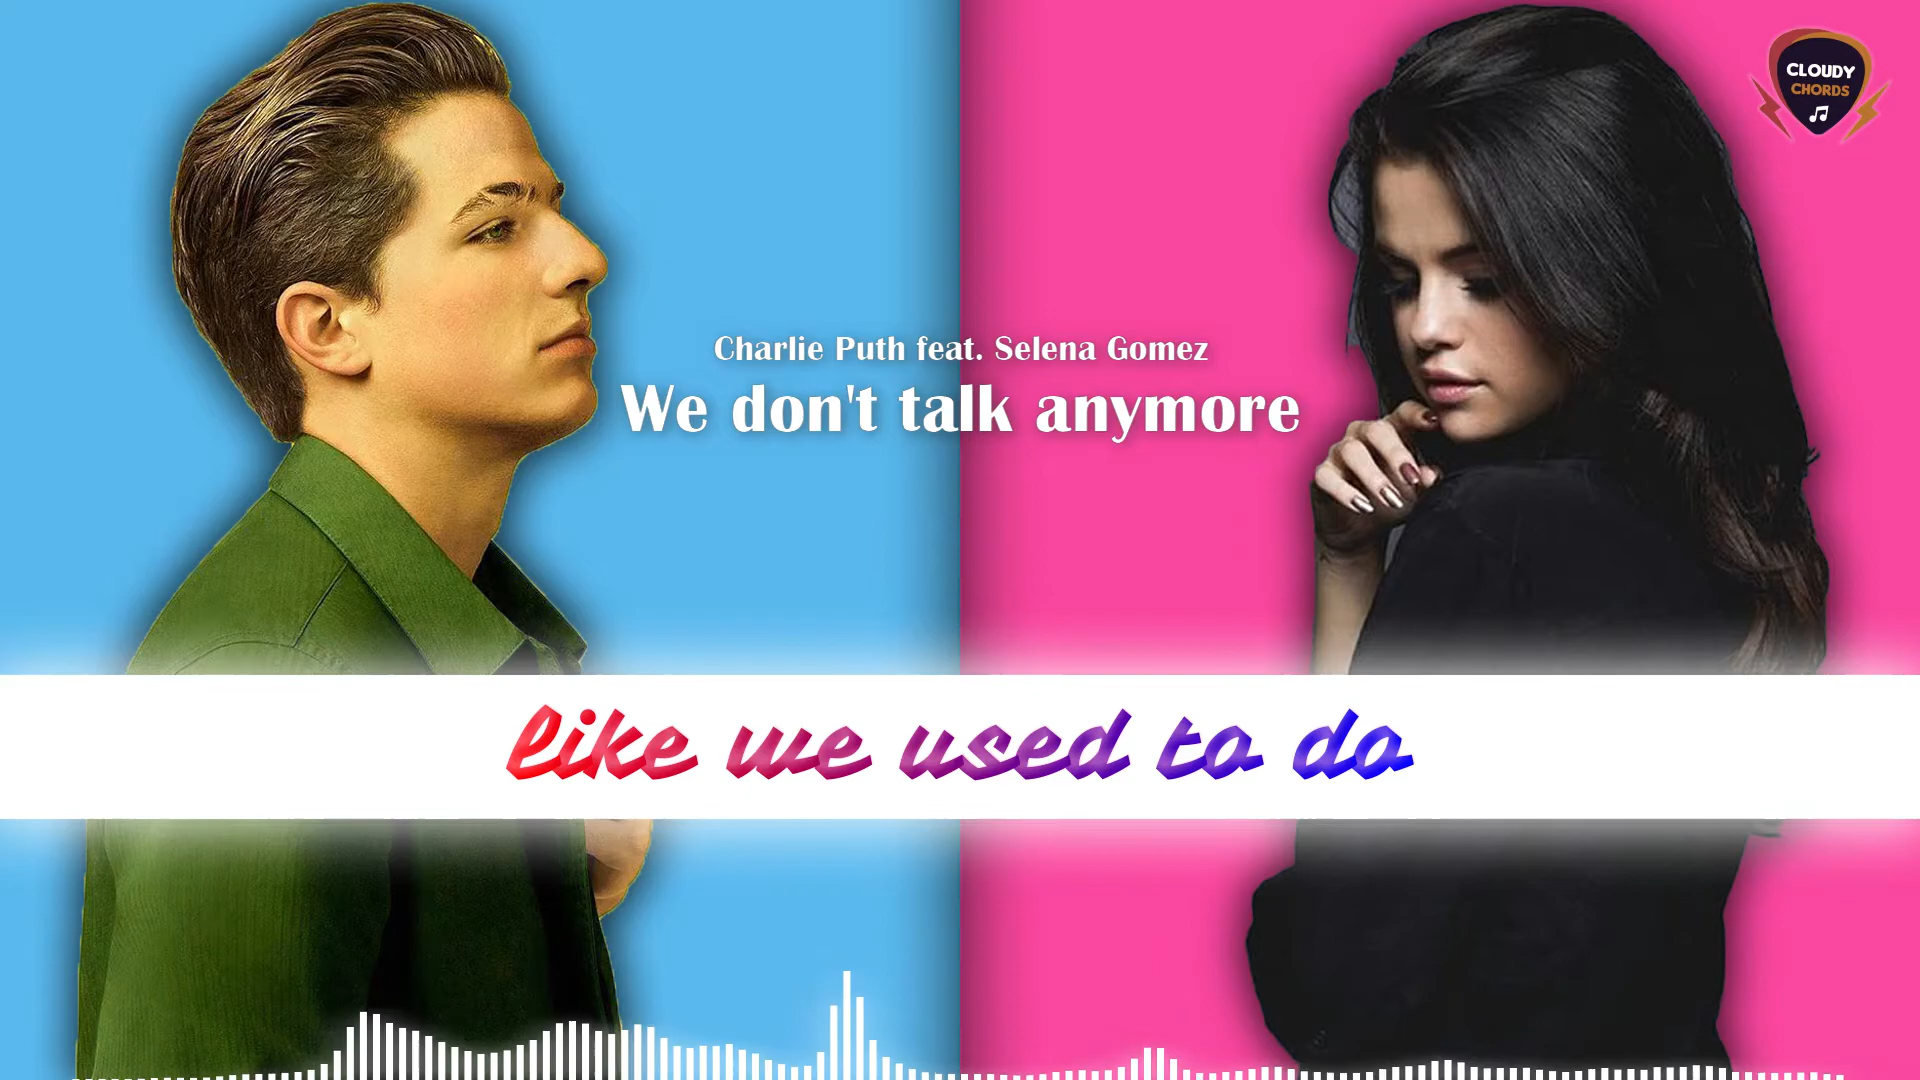 CLOUDY
CHORDS
Charlie Puth feat. Selena Gomez
We don't talk anymore
like we used to do